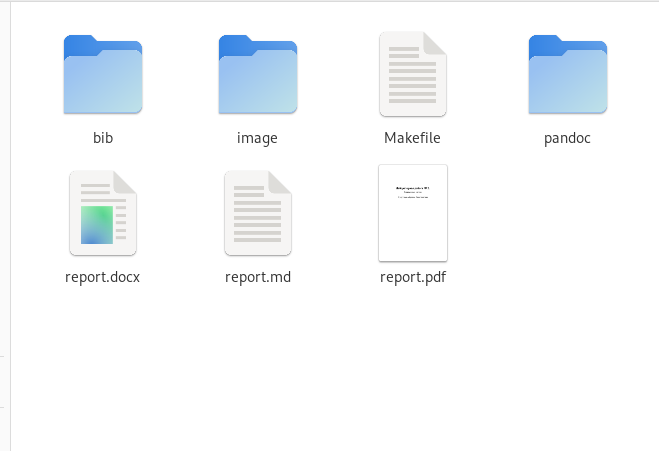 bib
image
Makefile
pandoc
report.docx
report.md
report.pdf